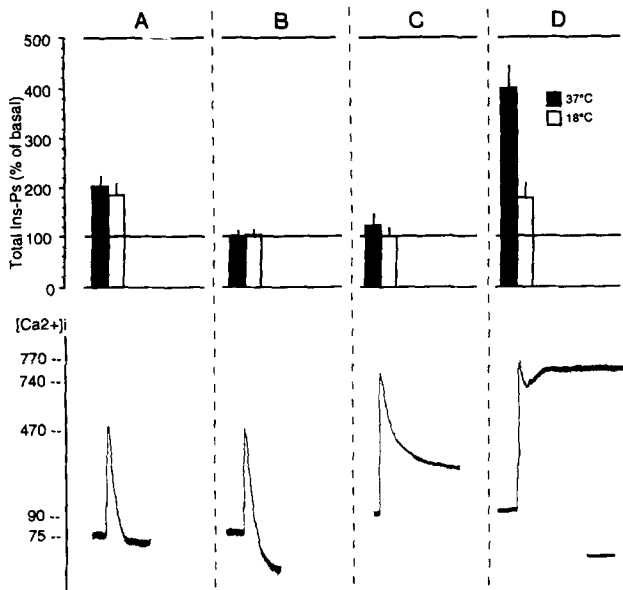 A B C D
Total Ins-Ps (% of basal)
500
400
300
200
100
0
37°C
18°C
[Ca2+]i
770 --
740 --
470 --
90 --
75 --